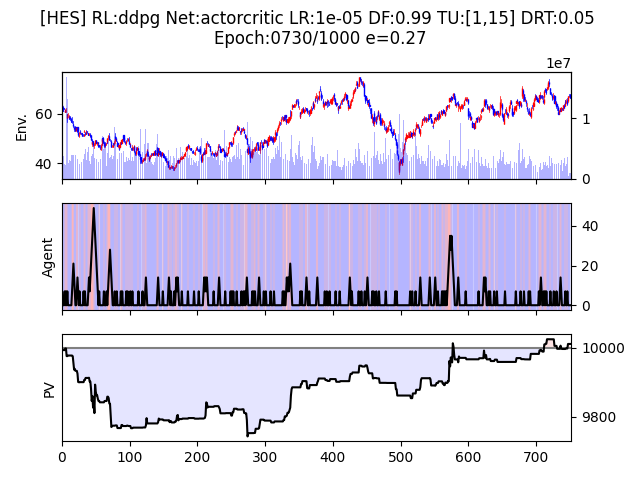 [HES] RL:ddpg Net:actorcritic LR:1e-05 DF:0.99 TU:[1,15] DRT:0.05
Epoch:0730/1000 e=0.27
1e7
Env.
60
40
1
0
Agent
40
20
0
PV
10000
9800
0 100 200 300 400 500 600 700